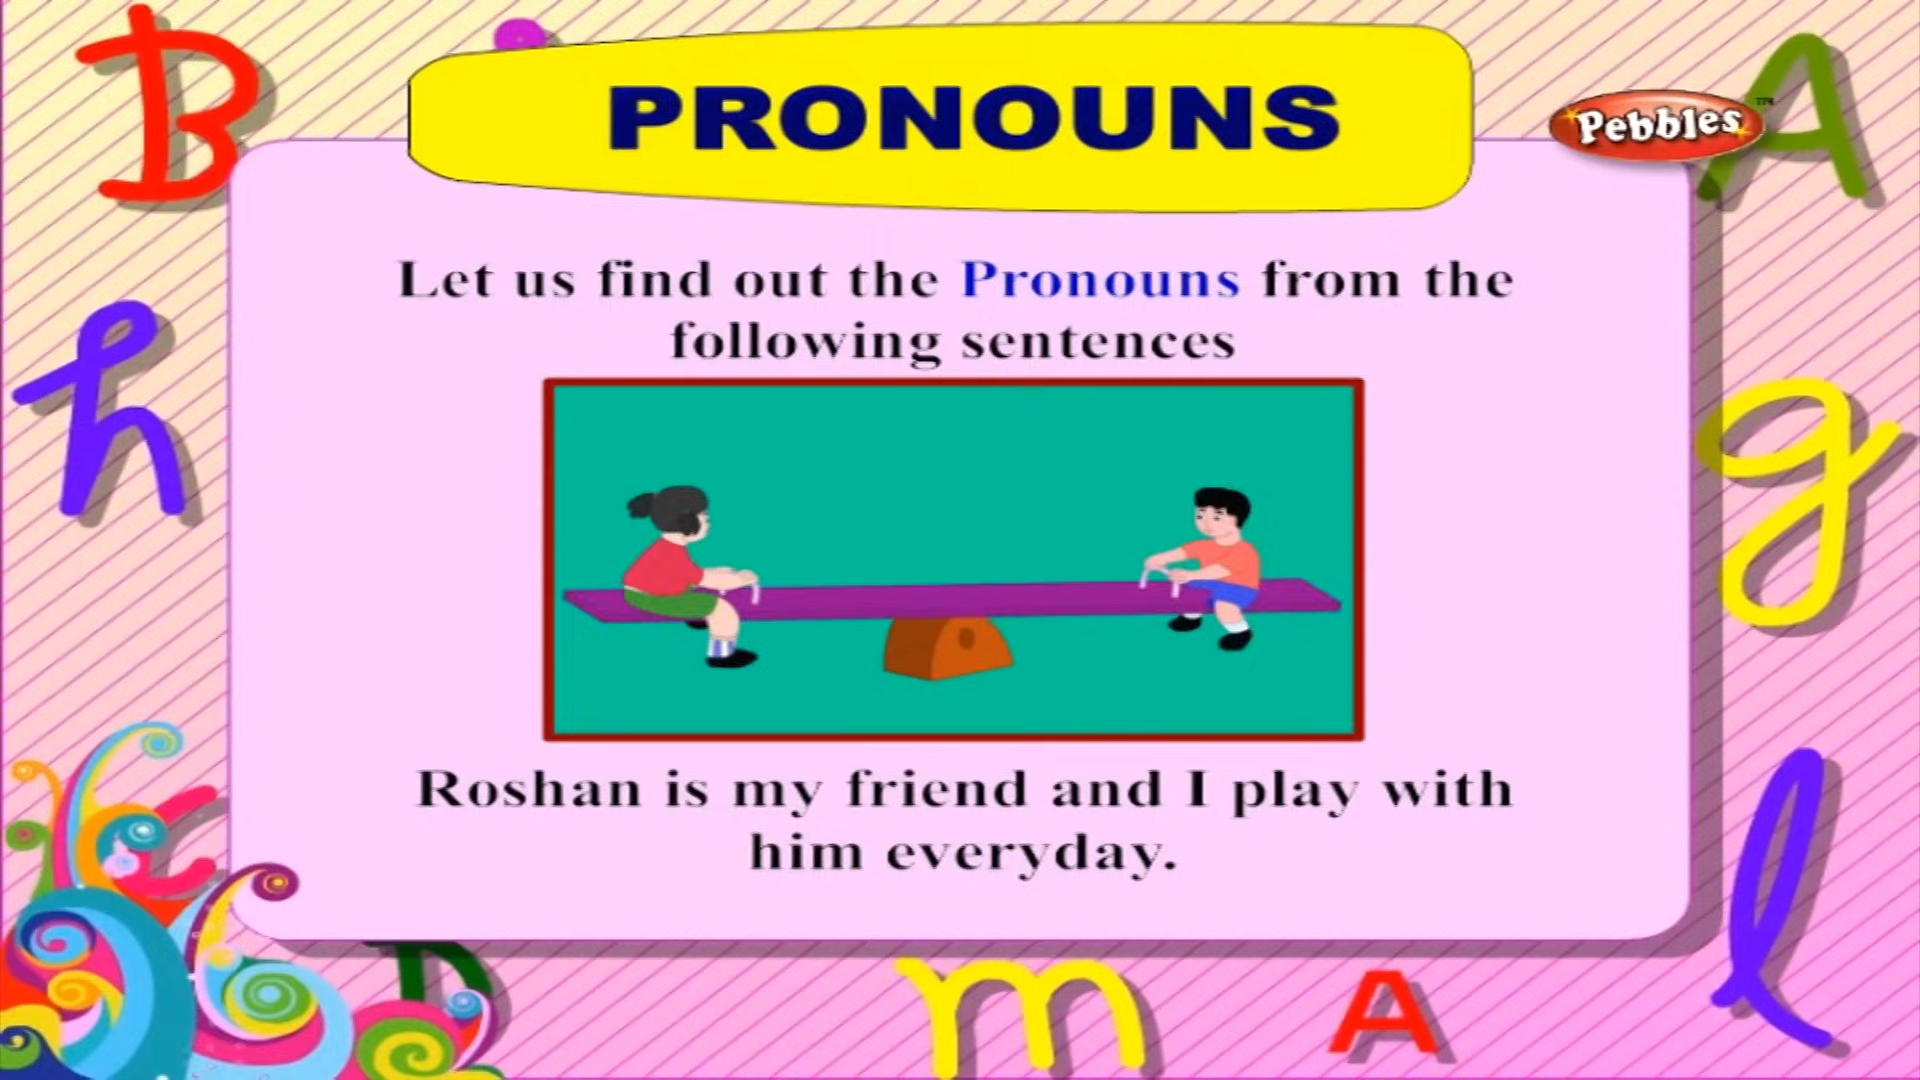 PRONOUNS
Pebbles™
Let us find out the Pronouns from the
following sentences
Roshan is my friend and I play with
him everyday.
B
A
h
g
l
D
m
A